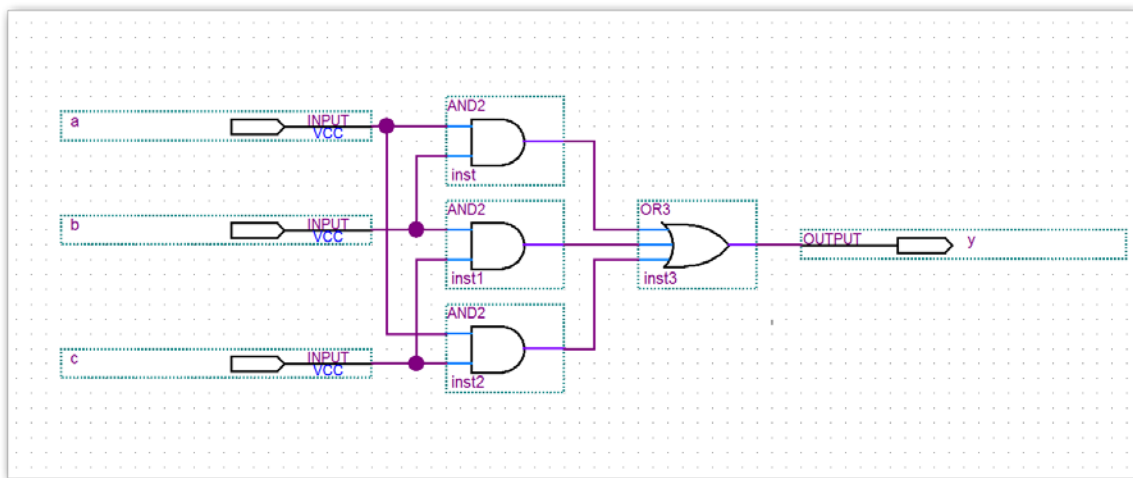 AND2
a
INPUT
VCC
inst
AND2
OR3
b
INPUT
VCC
OUTPUT
y
inst1
inst3
AND2
c
INPUT
VCC
inst2